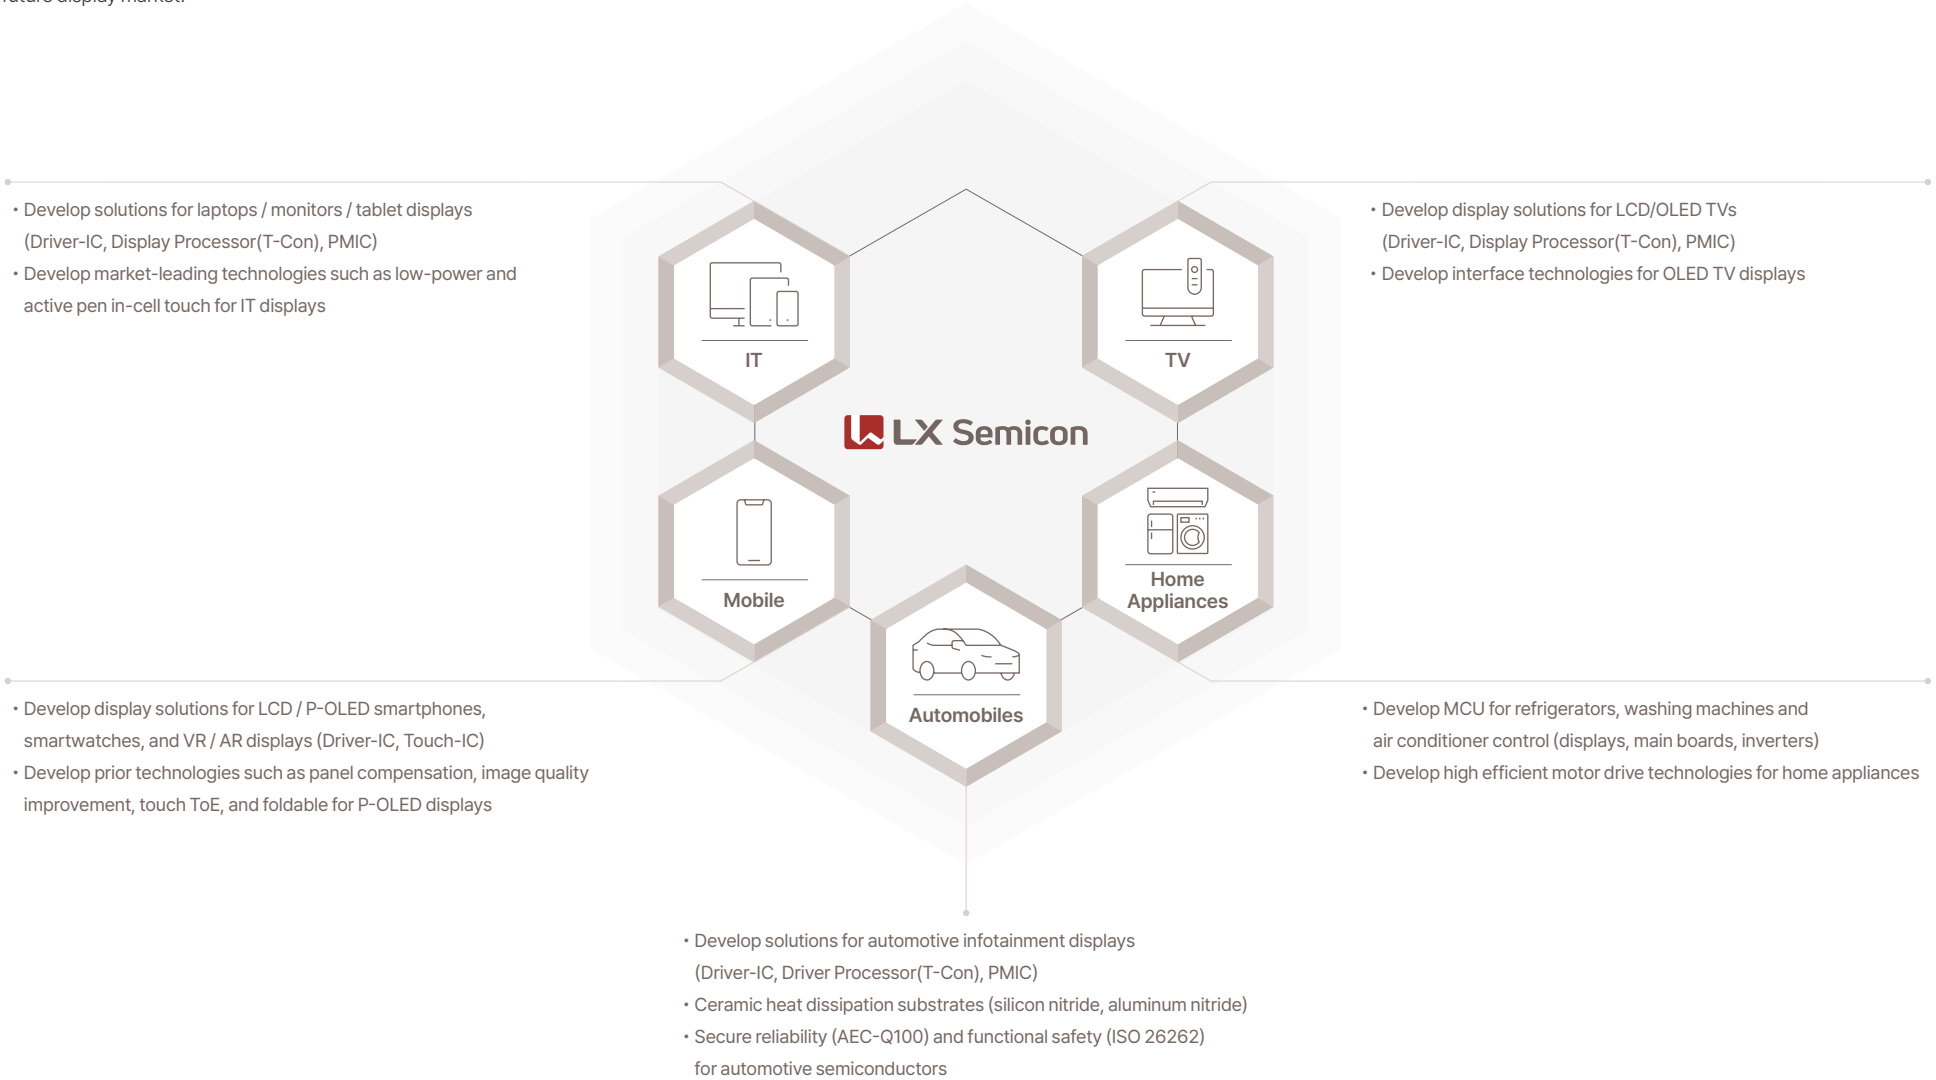 future display market.
• Develop solutions for laptops / monitors / tablet displays
(Driver-IC, Display Processor(T-Con), PMIC)
• Develop market-leading technologies such as low-power and
active pen in-cell touch for IT displays
• Develop display solutions for LCD/OLED TVs
(Driver-IC, Display Processor(T-Con), PMIC)
• Develop interface technologies for OLED TV displays
IT
TV
LX Semicon
Mobile
Home
Appliances
Automobiles
• Develop display solutions for LCD / P-OLED smartphones,
smartwatches, and VR / AR displays (Driver-IC, Touch-IC)
• Develop prior technologies such as panel compensation, image quality
improvement, touch ToE, and foldable for P-OLED displays
• Develop MCU for refrigerators, washing machines and
air conditioner control (displays, main boards, inverters)
• Develop high efficient motor drive technologies for home appliances
• Develop solutions for automotive infotainment displays
(Driver-IC, Driver Processor(T-Con), PMIC)
• Ceramic heat dissipation substrates (silicon nitride, aluminum nitride)
• Secure reliability (AEC-Q100) and functional safety (ISO 26262)
for automotive semiconductors